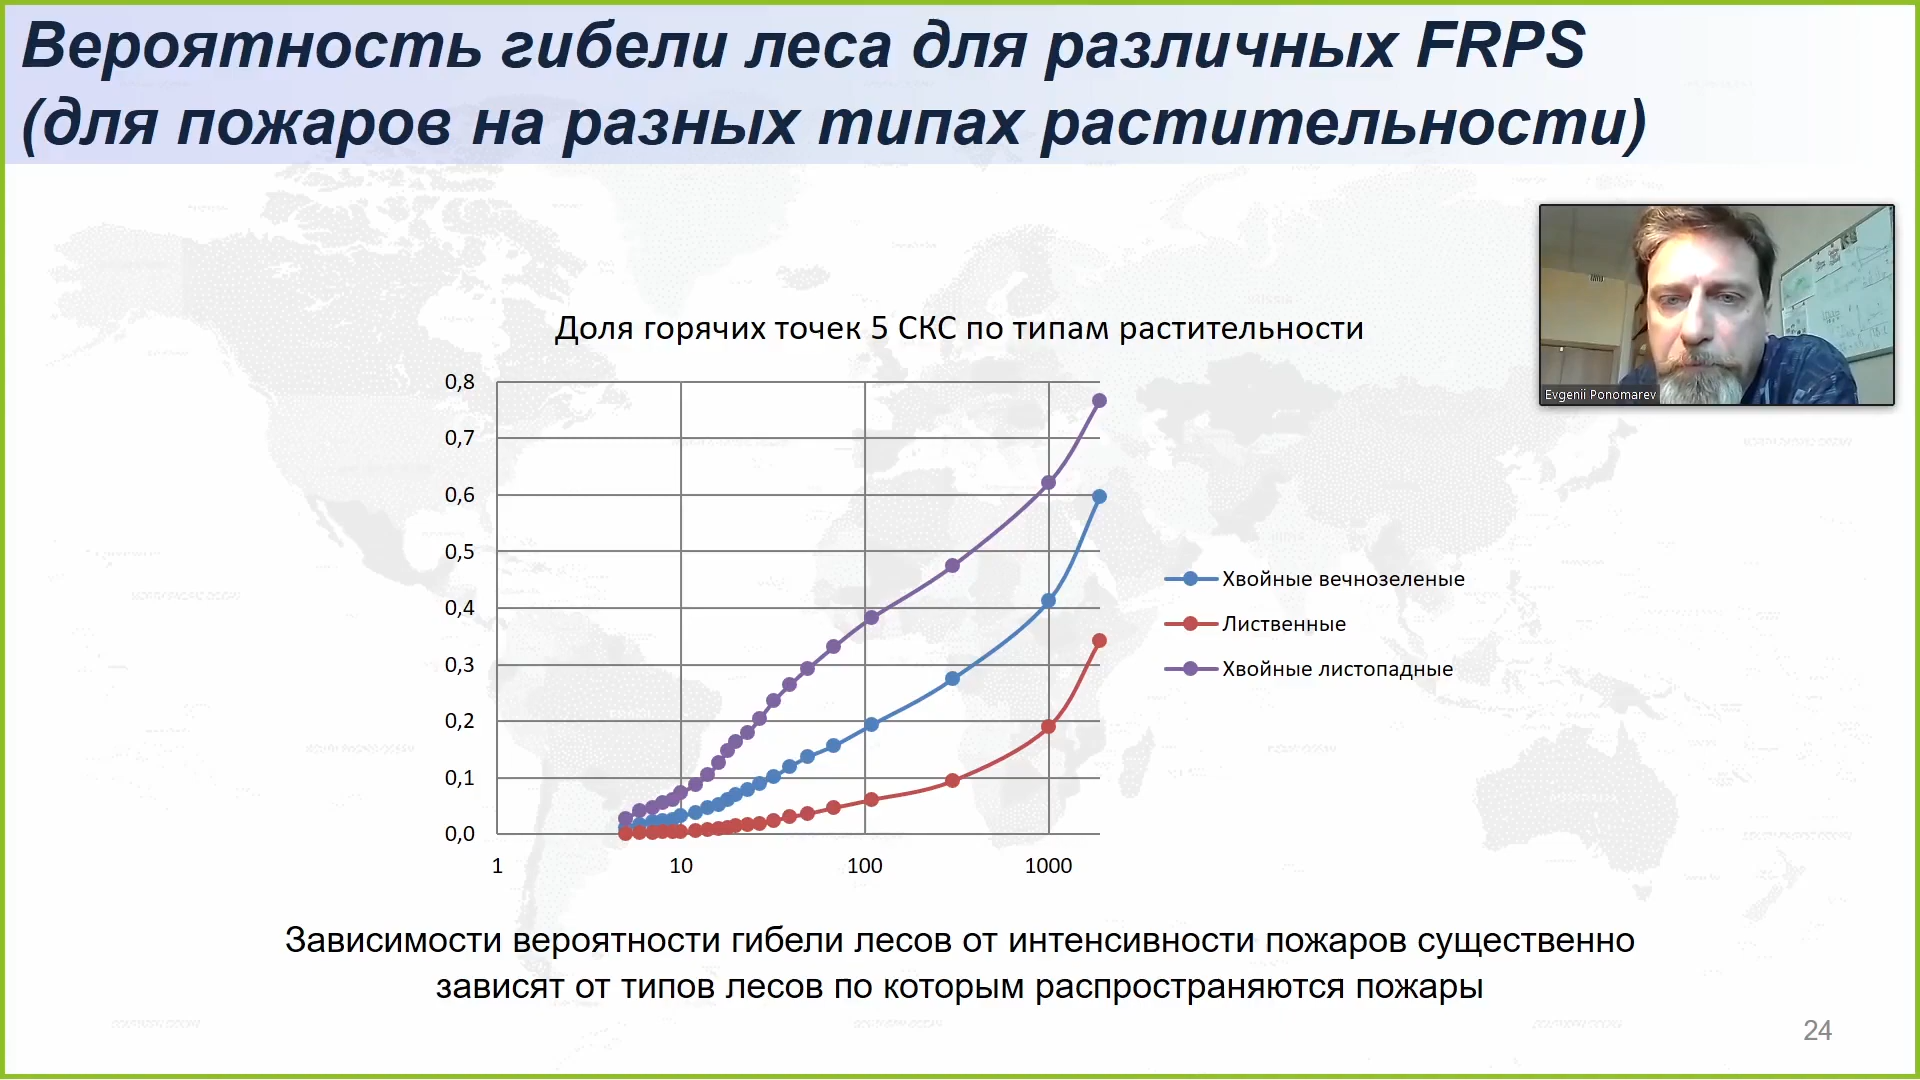 Вероятность гибели леса для различных FRPS
(для пожаров на разных типах растительности)
Evgenii Ponomarev
Доля горячих точек 5 СКС по типам растительности
0,8
0,7
0,6
0,5
0,4
0,3
0,2
0,1
0,0
1 10 100 1000
Хвойные вечнозеленые
Лиственные
Хвойные листопадные
Зависимости вероятности гибели лесов от интенсивности пожаров существенно
зависят от типов лесов по которым распространяются пожары
24